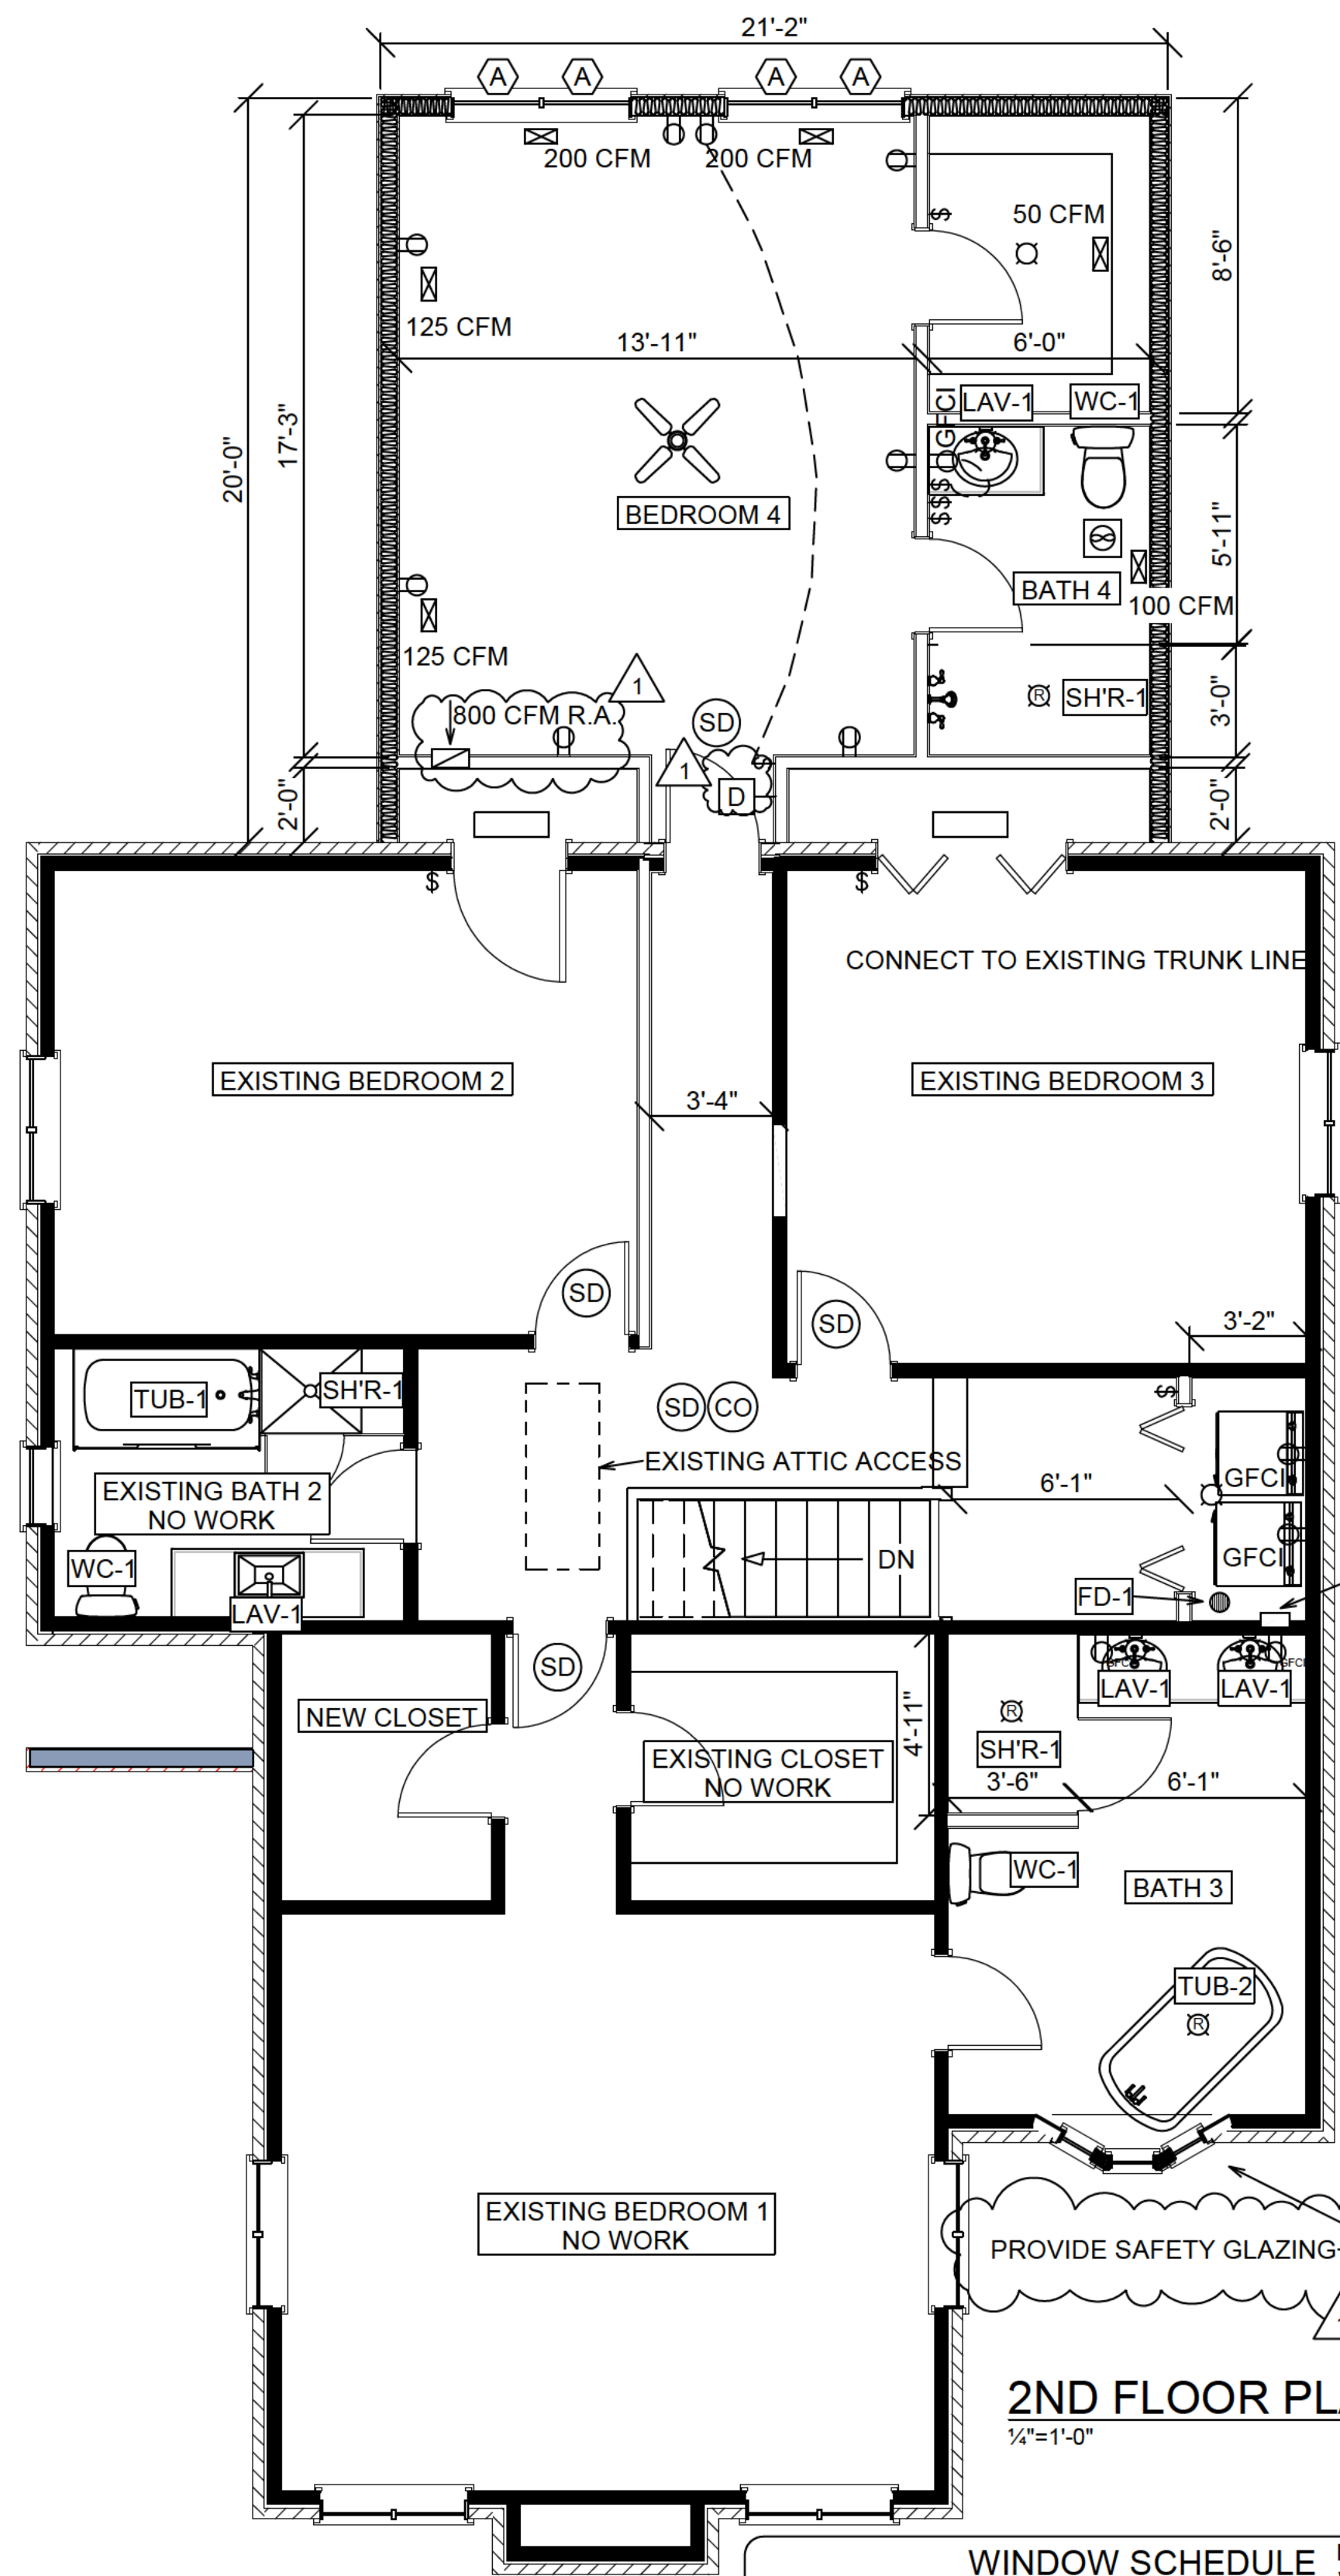 21'-2"
A
A
A
A
200 CFM
200 CFM
50 CFM
8'-6"
125 CFM
13'-11"
6'-0"
17'-3"
20'-0"
GFCI
LAV-1
WC-1
$
$
$
$
BEDROOM 4
5'-11"
BATH 4
100 CFM
125 CFM
1
800 CFM R.A.
SD
R
SH'R-1
3'-0"
1
$
D
2'-0"
2'-0"
$
$
CONNECT TO EXISTING TRUNK LINE
EXISTING BEDROOM 2
EXISTING BEDROOM 3
3'-4"
SD
SD
3'-2"
TUB-1
SH'R-1
$
SD
CO
EXISTING ATTIC ACCESS
EXISTING BATH 2
NO WORK
6'-1"
GFCI
DN
GFCI
WC-1
FD-1
LAV-1
SD
GFCI
GFCI
LAV-1
LAV-1
NEW CLOSET
4'-11"
R
SH'R-1
EXISTING CLOSET
NO WORK
3'-6"
6'-1"
WC-1
BATH 3
TUB-2
R
EXISTING BEDROOM 1
NO WORK
PROVIDE SAFETY GLAZING
2ND FLOOR PLA
¼"=1'-0"
WINDOW SCHEDULE